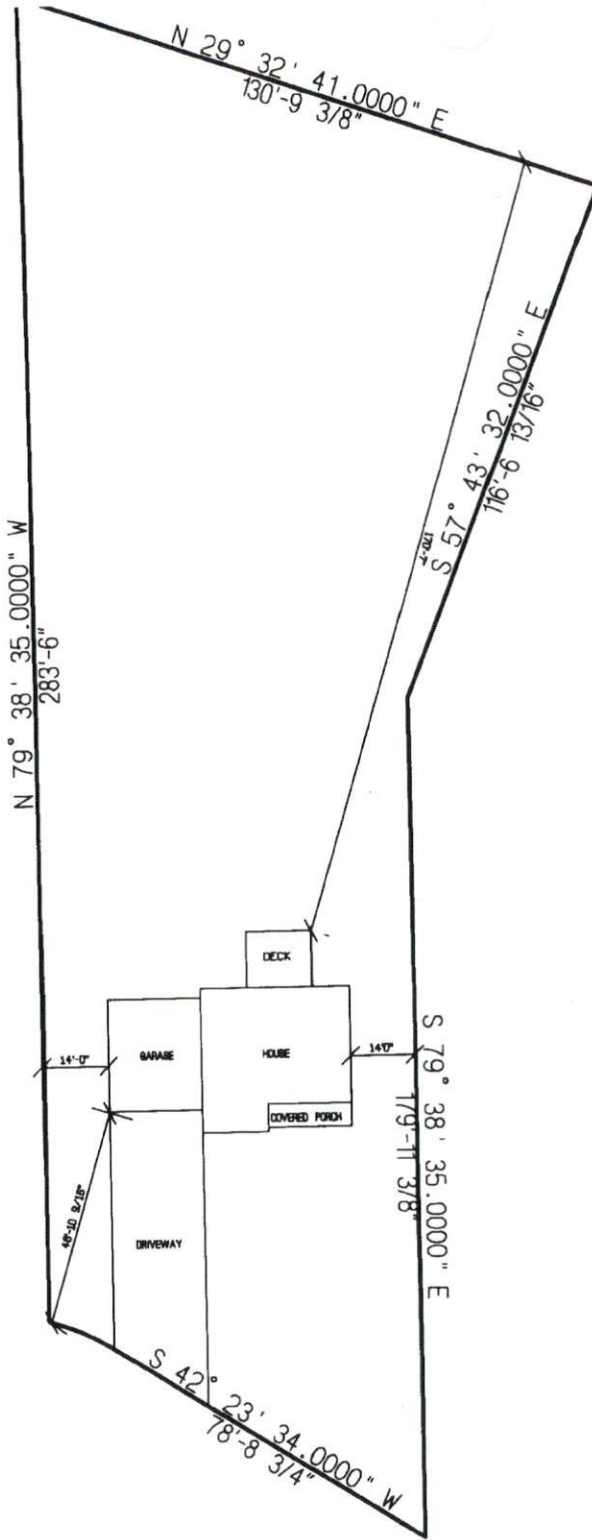 N 29° 32' 41.0000" E
130'-9 3/8"
S 57° 43' 32.0000" E
116'-6 13/16"
170'-7"
N 79° 38' 35.0000" W
283'-6"
DECK
GARAGE
HOUSE
14'-0"
14'0"
COVERED PORCH
S 79° 38' 35.0000" E
179'-11 3/8"
DRIVEWAY
S 42° 23' 34.0000" W
78'-8 3/4"